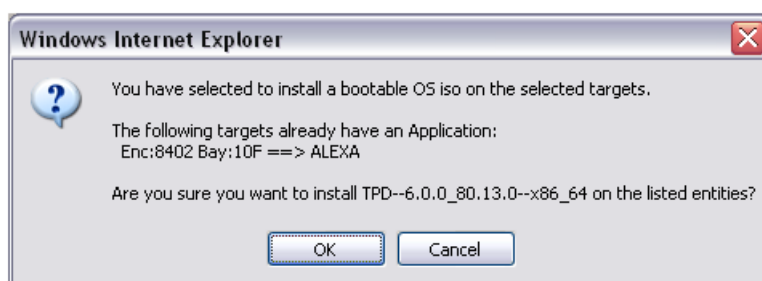 Windows Internet Explorer
You have selected to install a bootable OS iso on the selected targets.
The following targets already have an Application:
Enc:8402 Bay:10F ==> ALEXA
Are you sure you want to install TPD--6.0.0_80.13.0--x86_64 on the listed entities?
OK
Cancel